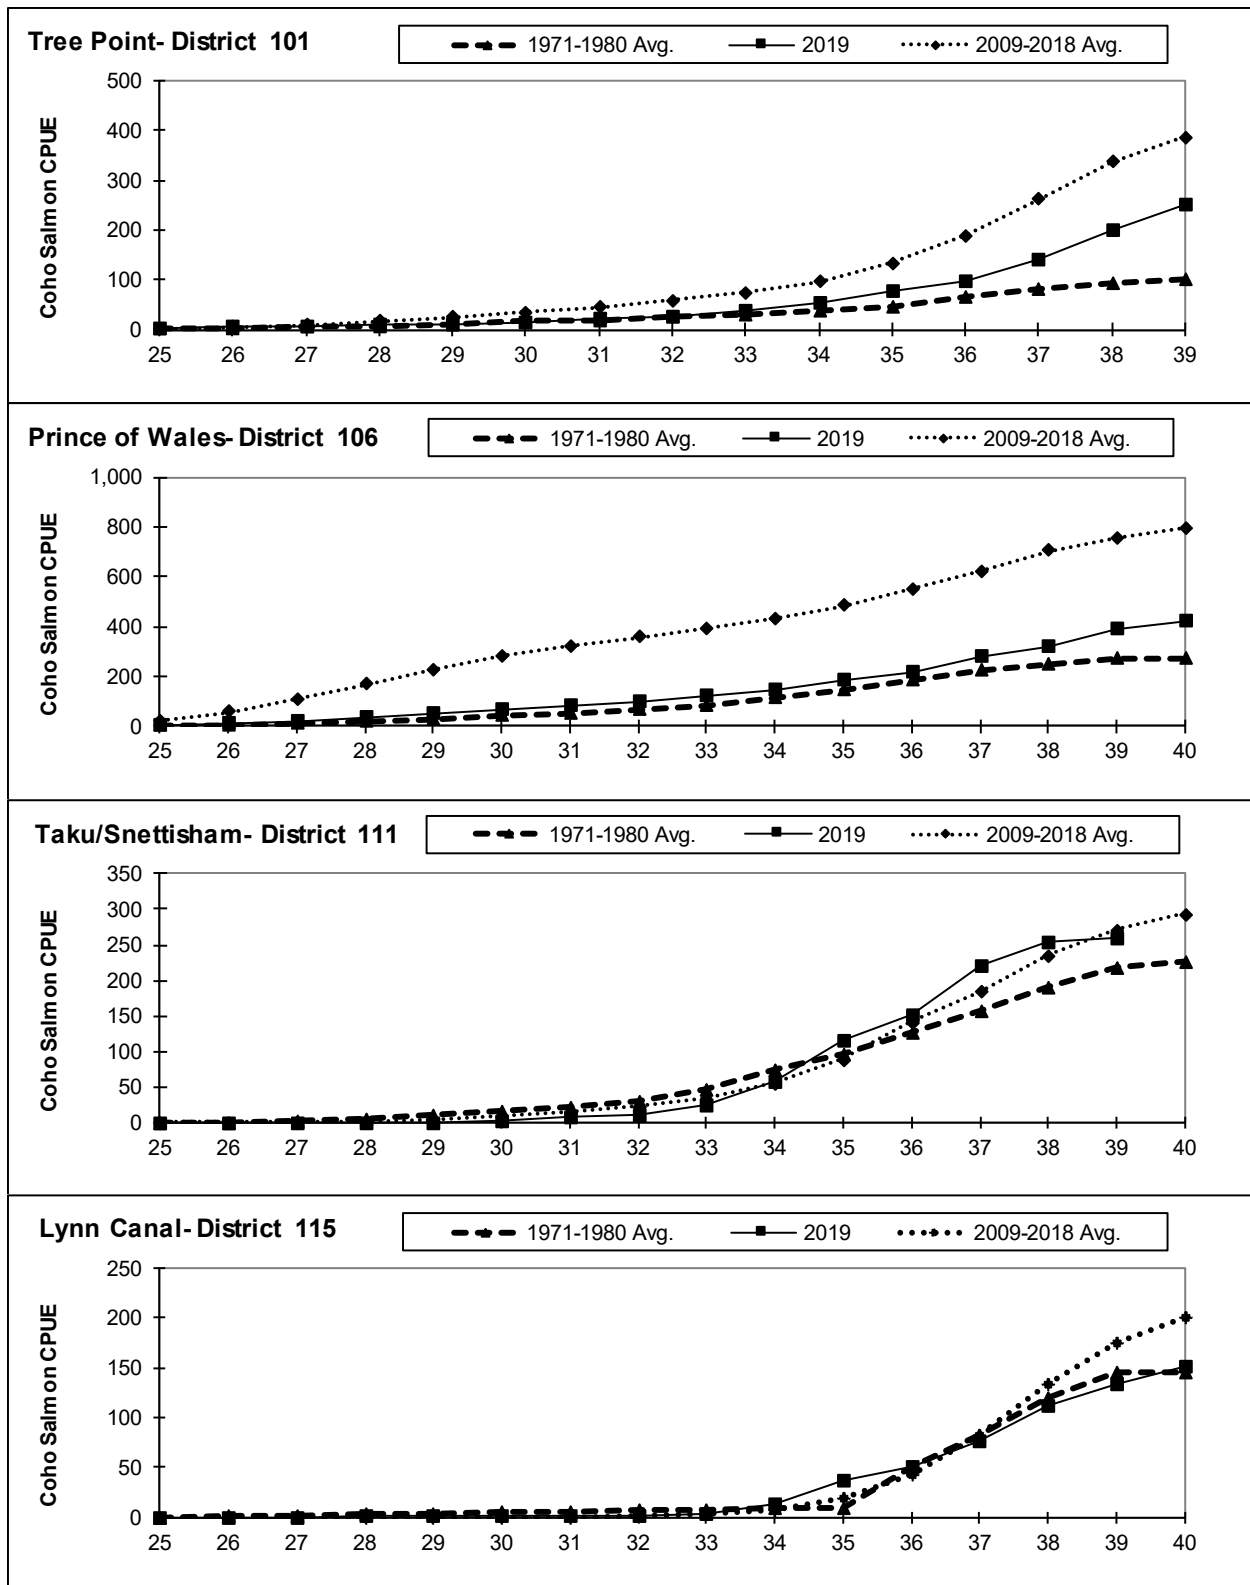 Tree Point- District 101
1971-1980 Avg. 2019 2009-2018 Avg.
Coho Salmon CPUE
500
400
300
200
100
0
25 26 27 28 29 30 31 32 33 34 35 36 37 38 39
Prince of Wales- District 106
1971-1980 Avg. 2019 2009-2018 Avg.
Coho Salmon CPUE
1,000
800
600
400
200
0
25 26 27 28 29 30 31 32 33 34 35 36 37 38 39 40
Taku/Snettisham- District 111
1971-1980 Avg. 2019 2009-2018 Avg.
Coho Salmon CPUE
350
300
250
200
150
100
50
0
25 26 27 28 29 30 31 32 33 34 35 36 37 38 39 40
Lynn Canal- District 115
1971-1980 Avg. 2019 2009-2018 Avg.
Coho Salmon CPUE
250
200
150
100
50
0
25 26 27 28 29 30 31 32 33 34 35 36 37 38 39 40